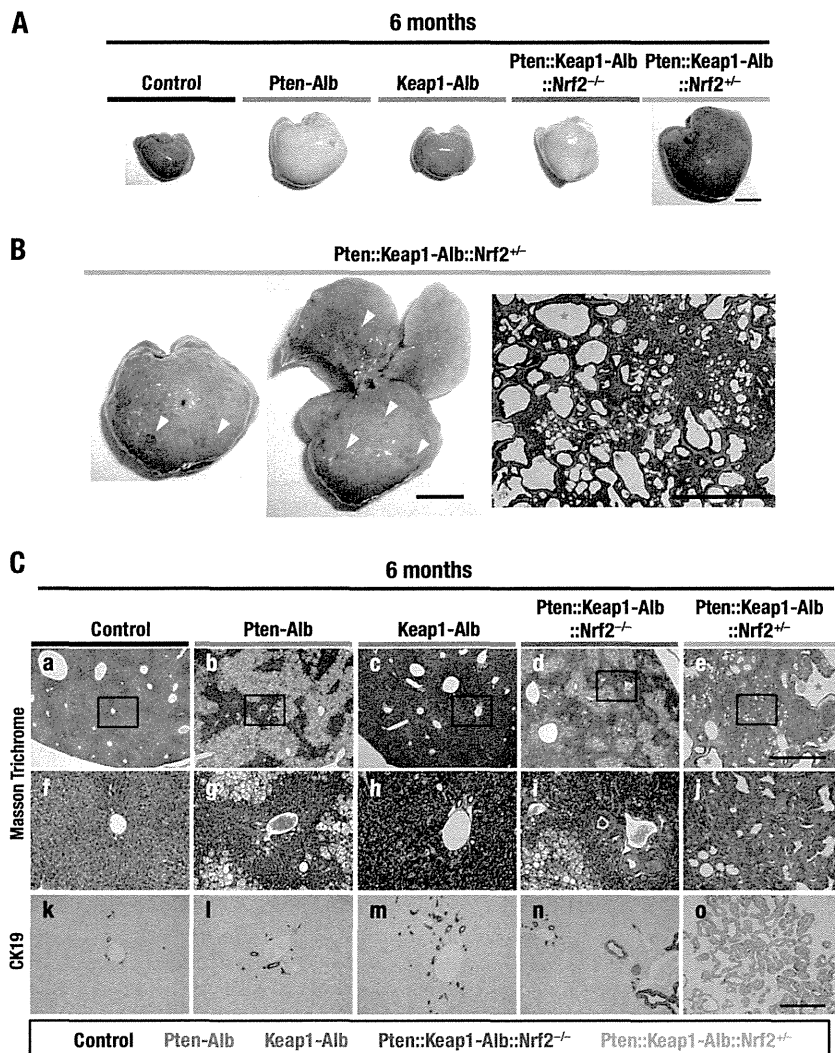 A
6 months
Control
Pten-Alb
Keap1-Alb
Pten::Keap1-Alb
::Nrf2–/–
Pten::Keap1-Alb
::Nrf2+/–
B
Pten::Keap1-Alb::Nrf2+/–
C
6 months
Control
Pten-Alb
Keap1-Alb
Pten::Keap1-Alb
::Nrf2–/–
Pten::Keap1-Alb
::Nrf2+/–
Masson Trichrome
a
b
c
d
e
f
g
h
i
j
CK19
k
l
m
n
o
Control Pten-Alb Keap1-Alb Pten::Keap1-Alb::Nrf2–/– Pten::Keap1-Alb::Nrf2+/–